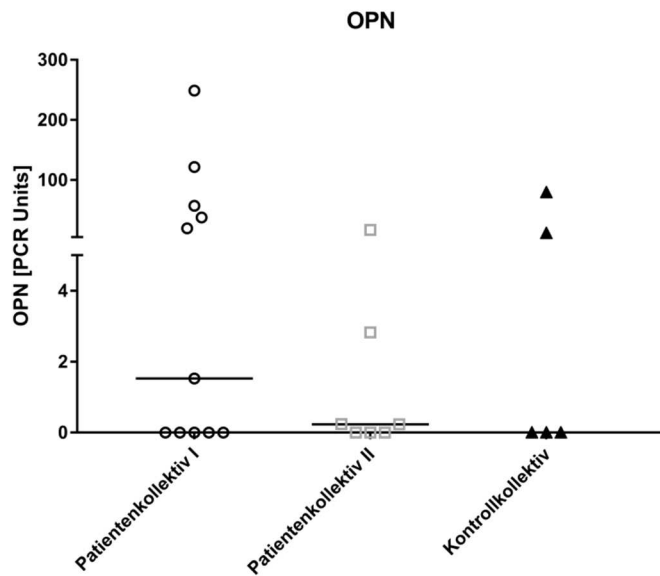 OPN
300
200
100
4
2
0
OPN [PCR Units]
Patientenkollektiv I
Patientenkollektiv II
Kontrollkollektiv